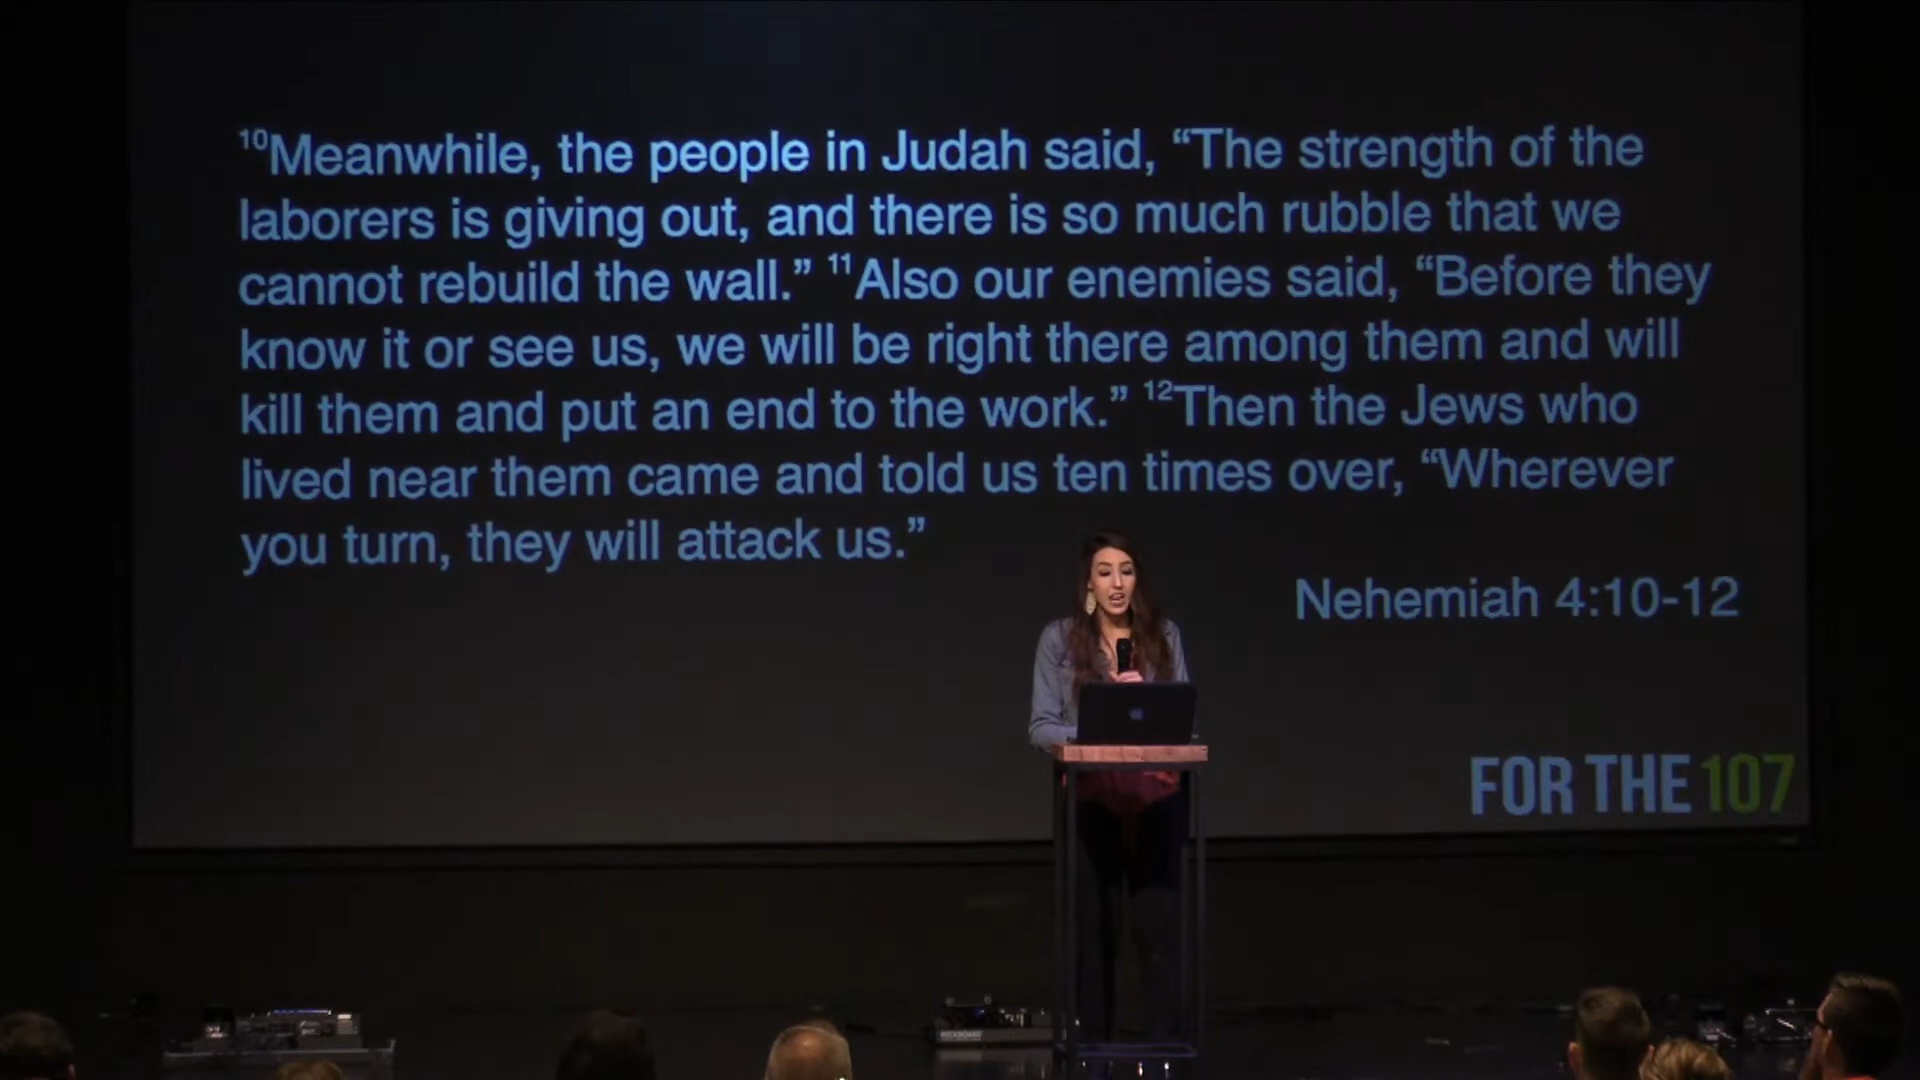 ¹⁰Meanwhile, the people in Judah said, “The strength of the
laborers is giving out, and there is so much rubble that we
cannot rebuild the wall.” ¹¹Also our enemies said, “Before they
know it or see us, we will be right there among them and will
kill them and put an end to the work.” ¹²Then the Jews who
lived near them came and told us ten times over, “Wherever
you turn, they will attack us.”
Nehemiah 4:10-12
FOR THE 107